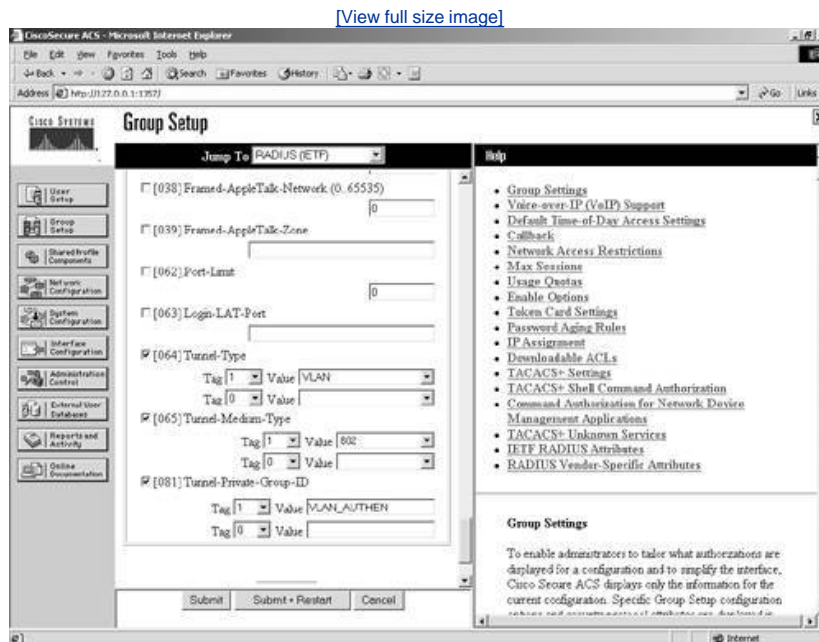 [View full size image]
CiscoSecure ACS - Microsoft Internet Explorer
File Edit View Favorites Tools Help
Back Search Favorites History
Address http://127.0.0.1:1357/ Go Links
CISCO SYSTEMS
Group Setup
Jump To RADIUS (IETF)
User Setup
Group Setup
Shared Profile Components
Network Configuration
System Configuration
Interface Configuration
Administration Control
External User Databases
Reports and Activity
Online Documentation
[038] Framed-AppleTalk-Network (0..65535)
0
[039] Framed-AppleTalk-Zone
[062] Port-Limit
0
[063] Login-LAT-Port
[064] Tunnel-Type
Tag 1 Value VLAN
Tag 0 Value
[065] Tunnel-Medium-Type
Tag 1 Value 802
Tag 0 Value
[081] Tunnel-Private-Group-ID
Tag 1 Value VLAN_AUTHEN
Tag 0 Value
Submit Submit + Restart Cancel
Help
Group Settings
Voice-over-IP (VoIP) Support
Default Time-of-Day Access Settings
Callback
Network Access Restrictions
Max Sessions
Usage Quotas
Enable Options
Token Card Settings
Password Aging Rules
IP Assignment
Downloadable ACLs
TACACS+ Settings
TACACS+ Shell Command Authorization
Command Authorization for Network Device
Management Applications
TACACS+ Unknown Services
IETF RADIUS Attributes
RADIUS Vendor-Specific Attributes
Group Settings
To enable administrators to tailor what authorizations are
displayed for a configuration and to simplify the interface,
Cisco Secure ACS displays only the information for the
current configuration. Specific Group Setup configuration
Internet